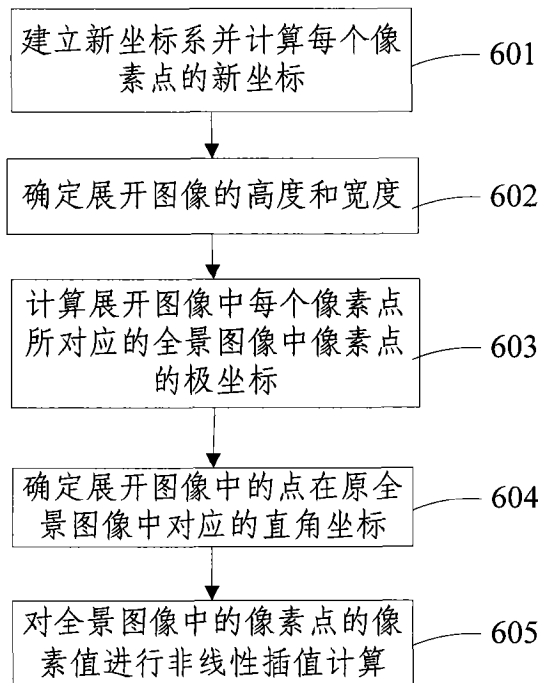 建立新坐标系并计算每个像
素点的新坐标
601
确定展开图像的高度和宽度
602
计算展开图像中每个像素点
所对应的全景图像中像素点
的极坐标
603
确定展开图像中的点在原全
景图像中对应的直角坐标
604
对全景图像中的像素点的像
素值进行非线性插值计算
605